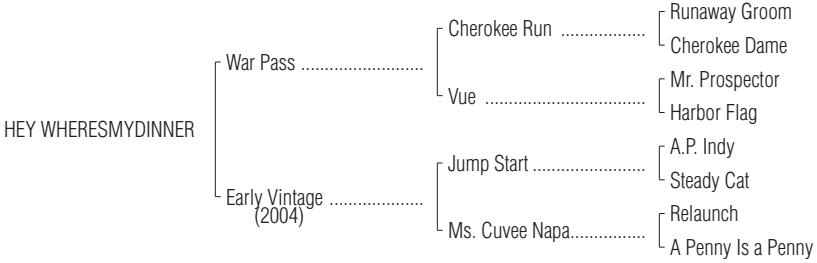 Runaway Groom
Cherokee Run ..................
Cherokee Dame
War Pass ..........................
Mr. Prospector
Vue ..................................
Harbor Flag
HEY WHERESMYDINNER
A.P. Indy
Jump Start ........................
Steady Cat
Early Vintage ....................
(2004)
Relaunch
Ms. Cuvee Napa................
A Penny Is a Penny